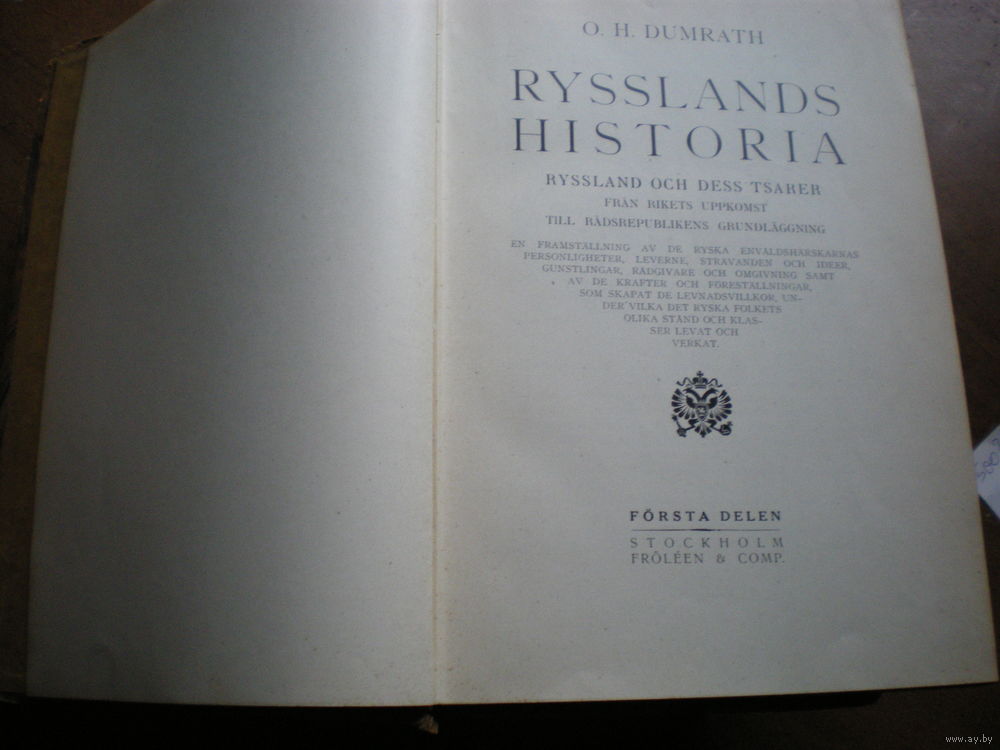 O. H. DUMRATH
RYSSLANDS
HISTORIA
RYSSLAND OCH DESS TSARER
FRÅN RIKETS UPPKOMST
TILL RÅDSREPUBLIKENS GRUNDLÄGGNING
EN FRAMSTÄLLNING AV DE RYSKA ENVÅLDSHÄRSKARNAS
PERSONLIGHETER, LEVERNE, STRÄVANDEN OCH IDÉER,
GUNSTLINGAR, RÅDGIVARE OCH OMGIVNING SAMT
AV DE KRAFTER OCH FÖRESTÄLLNINGAR,
SOM SKAPAT DE LEVNADSVILLKOR, UN-
DER VILKA DET RYSKA FOLKETS
OLIKA STÅND OCH KLAS-
SER LEVAT OCH
VERKAT.
FÖRSTA DELEN
STOCKHOLM
FRÖLÉEN & COMP.
www.ay.by